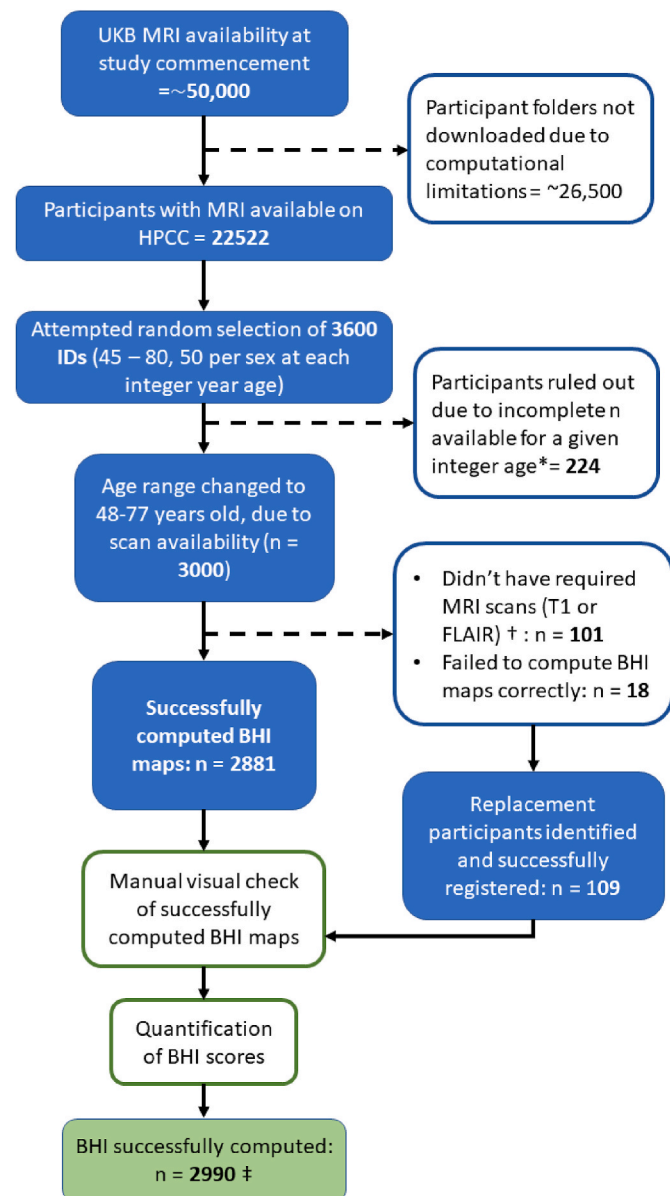 UKB MRI availability at
study commencement
=~50,000
Participant folders not
downloaded due to
computational
limitations = ~26,500
Participants with MRI available on
HPCC = 22522
Attempted random selection of 3600
IDs (45 – 80, 50 per sex at each
integer year age)
Participants ruled out
due to incomplete n
available for a given
integer age*= 224
Age range changed to
48-77 years old, due to
scan availability (n =
3000)
• Didn't have required
MRI scans (T1 or
FLAIR) † : n = 101
• Failed to compute BHI
maps correctly: n = 18
Successfully
computed BHI
maps: n = 2881
Replacement
participants identified
and successfully
registered: n = 109
Manual visual check
of successfully
computed BHI maps
Quantification
of BHI scores
BHI successfully computed:
n = 2990 ‡